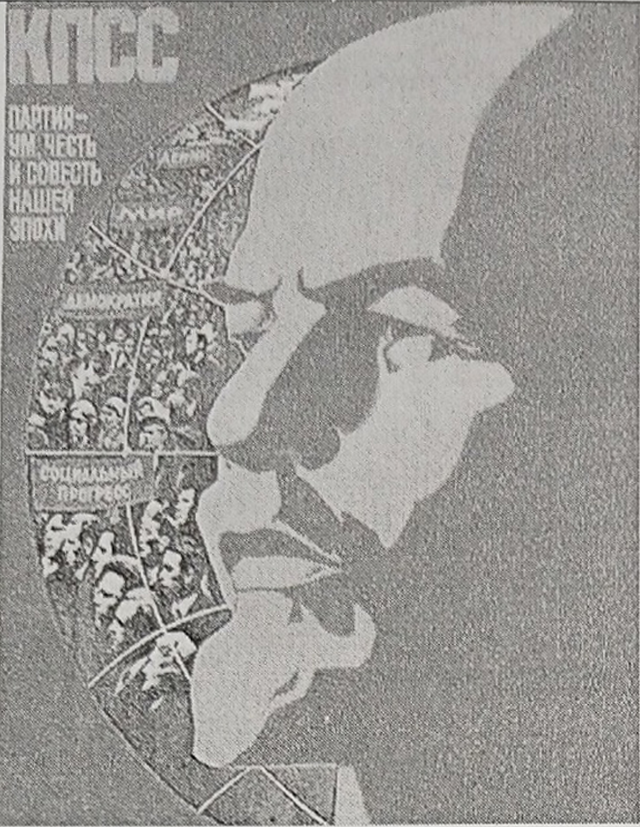 КПСС
ПАРТИЯ—
УМ, ЧЕСТЬ
И СОВЕСТЬ
НАШЕЙ
ЭПОХИ
МИР
ДЕМОКРАТИЯ
СОЦИАЛЬНЫЙ
ПРОГРЕСС